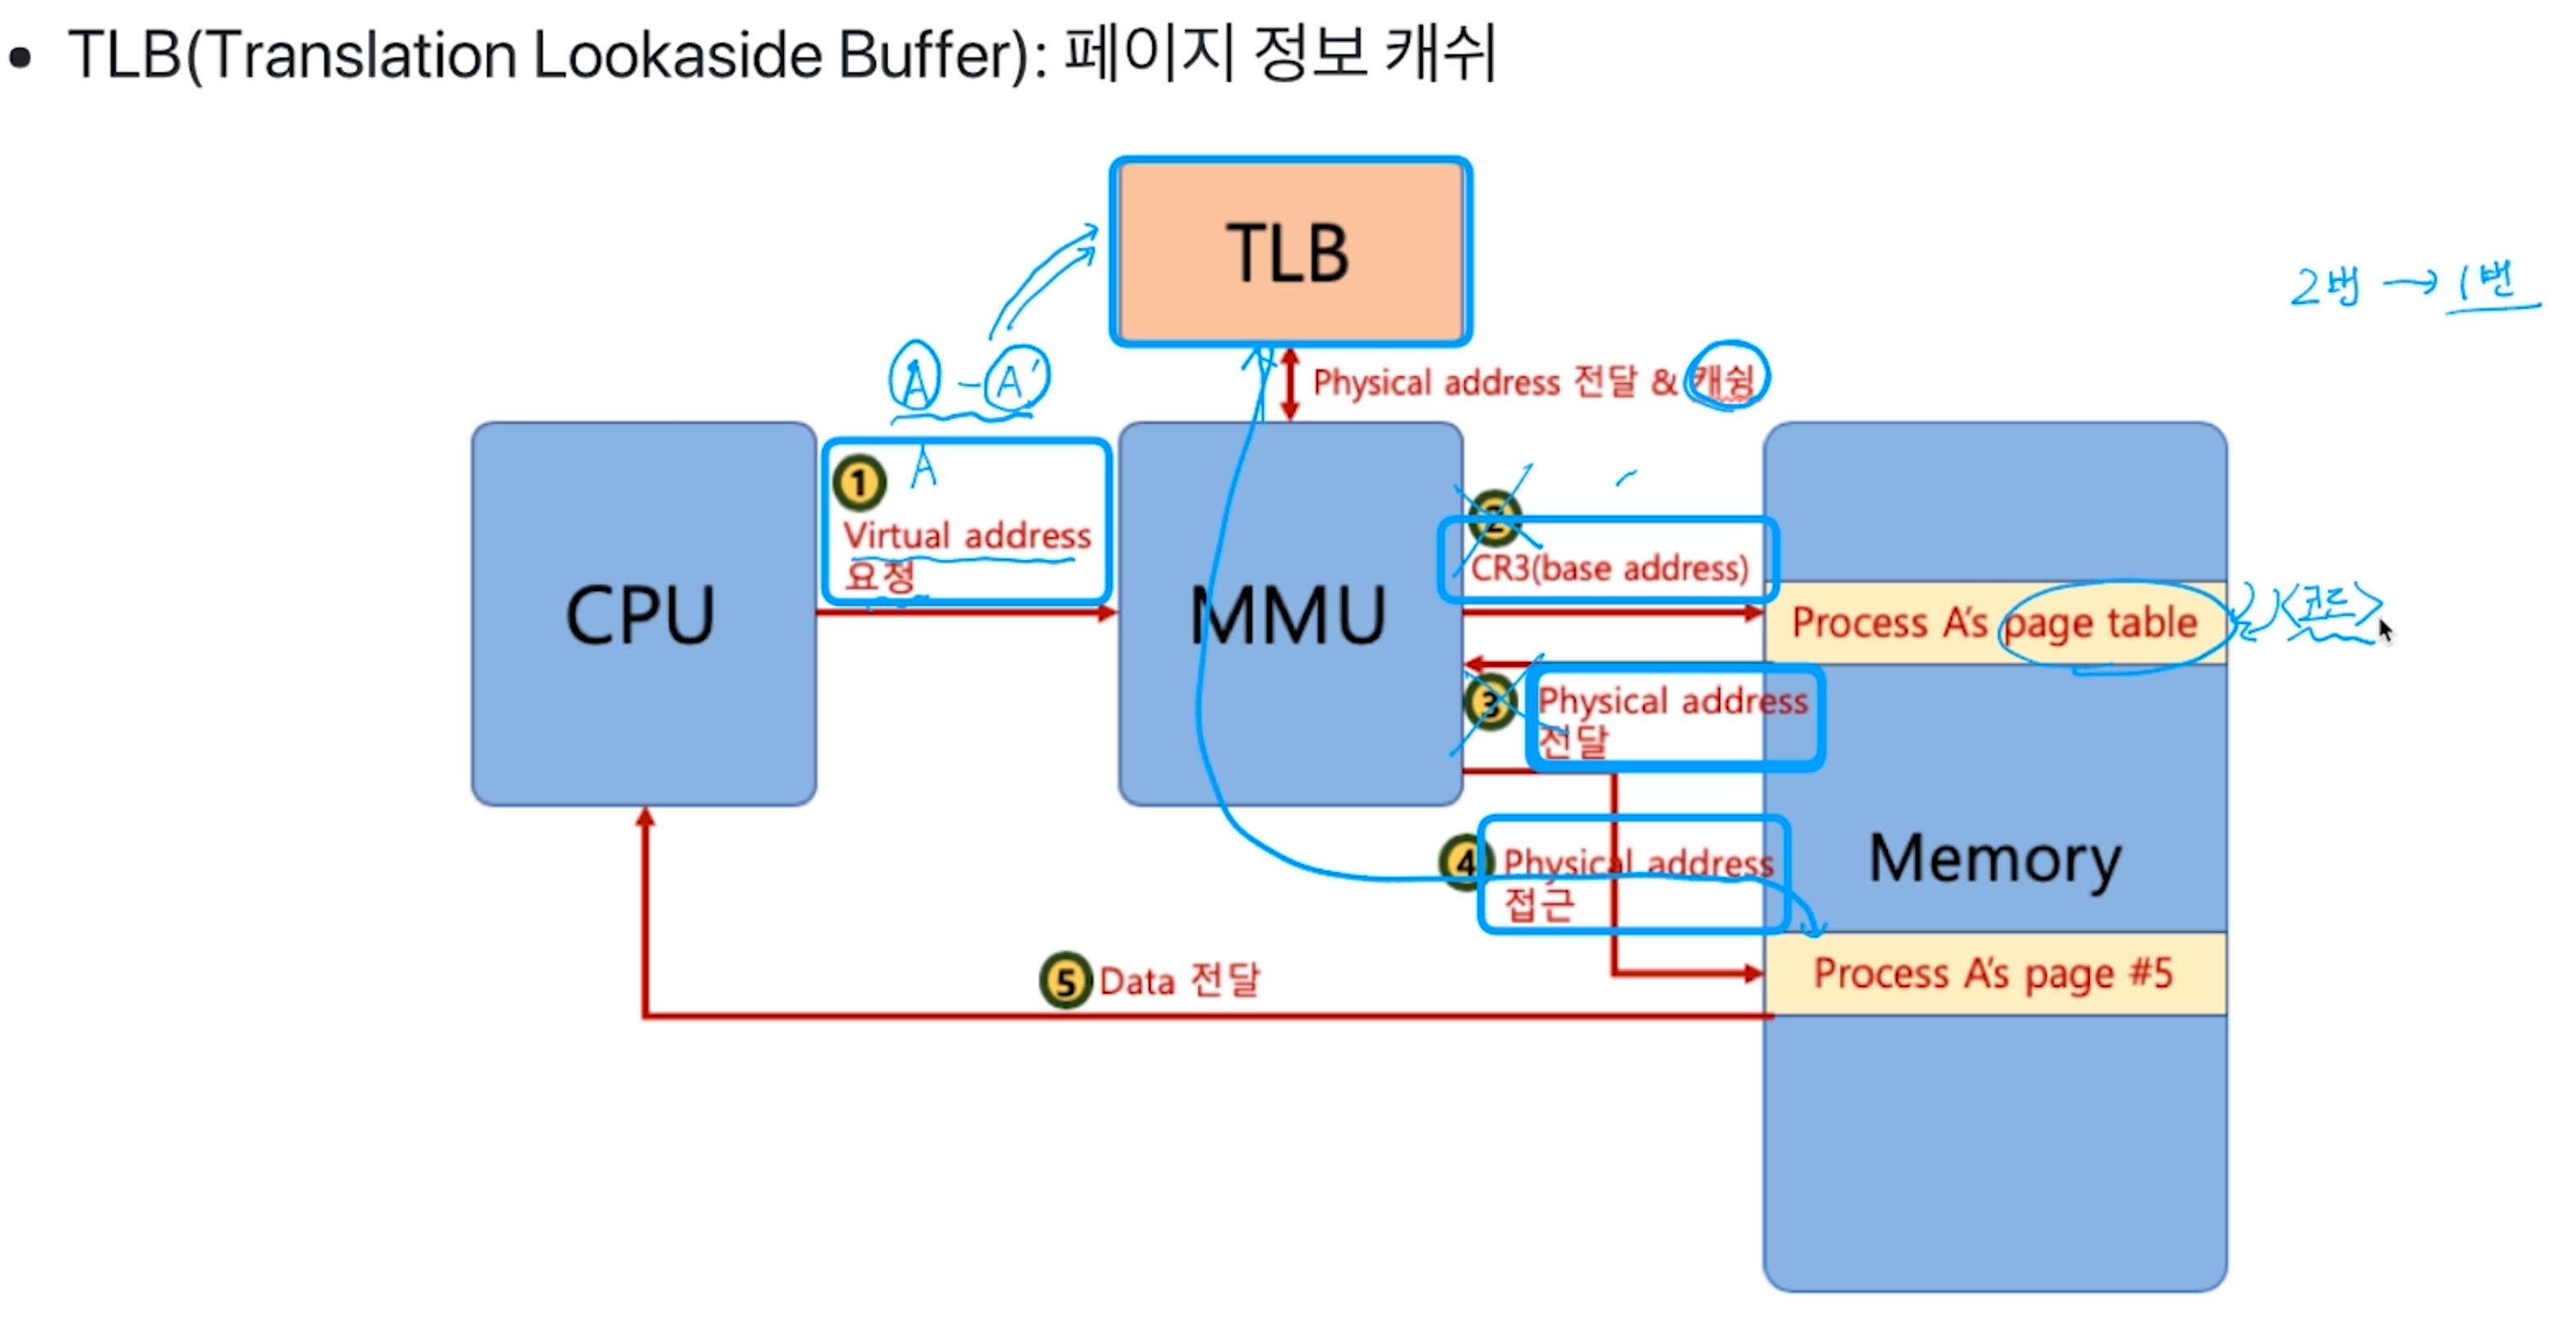 • TLB(Translation Lookaside Buffer): 페이지 정보 캐쉬
TLB
2번 → 1번
A - A'
Physical address 전달 & 캐슁
1 A
Virtual address
요청
2
CR3(base address)
CPU
MMU
Process A's page table
<코드>
3 Physical address
전달
4 Physical address
접근
Memory
5 Data 전달
Process A's page #5